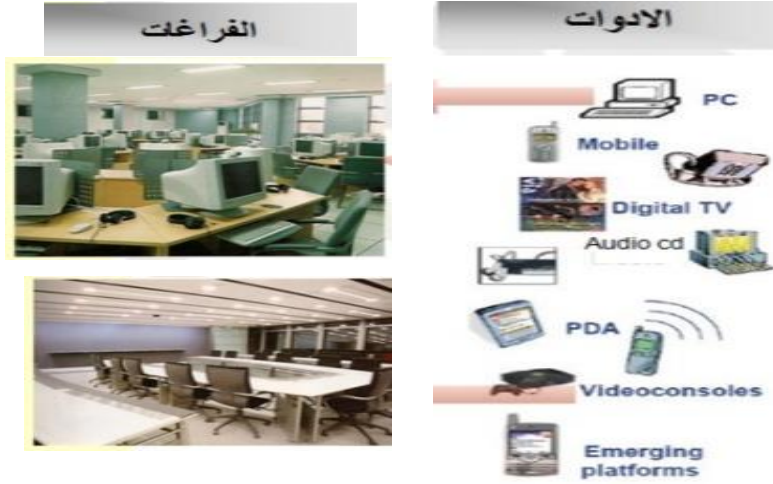 الفراغات
الادوات
PC
Mobile
Digital TV
Audio cd
PDA
Videoconsoles
Emerging
platforms